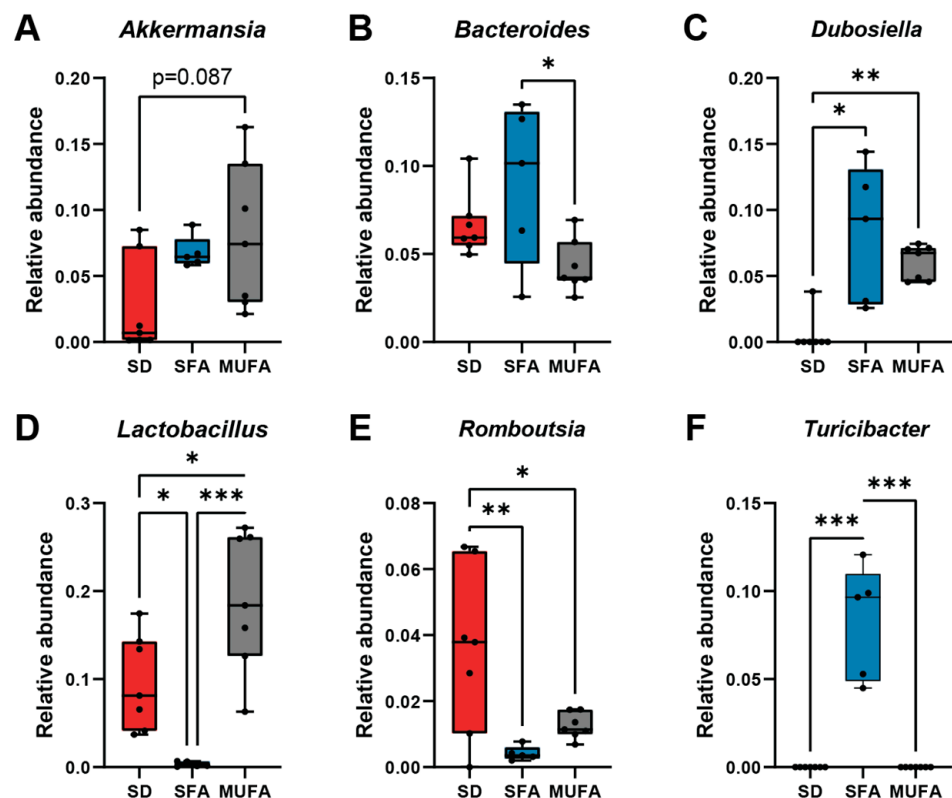 A Akkermansia
Relative abundance
0.20
0.15
0.10
0.05
0.00
p=0.087
SD SFA MUFA
B Bacteroides
Relative abundance
0.15
0.10
0.05
0.00
*
SD SFA MUFA
C Dubosiella
Relative abundance
0.20
0.15
0.10
0.05
0.00
**
*
SD SFA MUFA
D Lactobacillus
Relative abundance
0.3
0.2
0.1
0.0
*
* ***
SD SFA MUFA
E Romboutsia
Relative abundance
0.08
0.06
0.04
0.02
0.00
*
**
SD SFA MUFA
F Turicibacter
Relative abundance
0.15
0.10
0.05
0.00
***
***
SD SFA MUFA